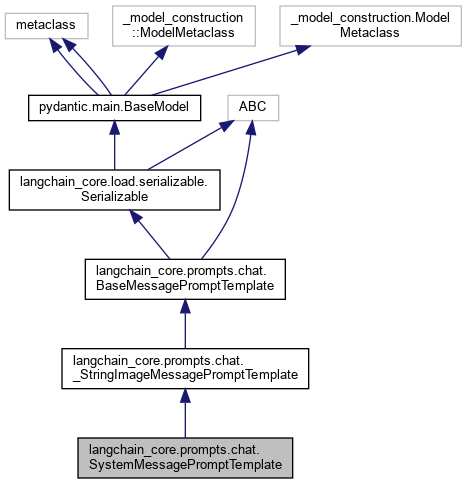 metaclass
_model_construction
::ModelMetaclass
_model_construction.Model
Metaclass
pydantic.main.BaseModel
ABC
langchain_core.load.serializable.
Serializable
langchain_core.prompts.chat.
BaseMessagePromptTemplate
langchain_core.prompts.chat.
_StringImageMessagePromptTemplate
langchain_core.prompts.chat.
SystemMessagePromptTemplate